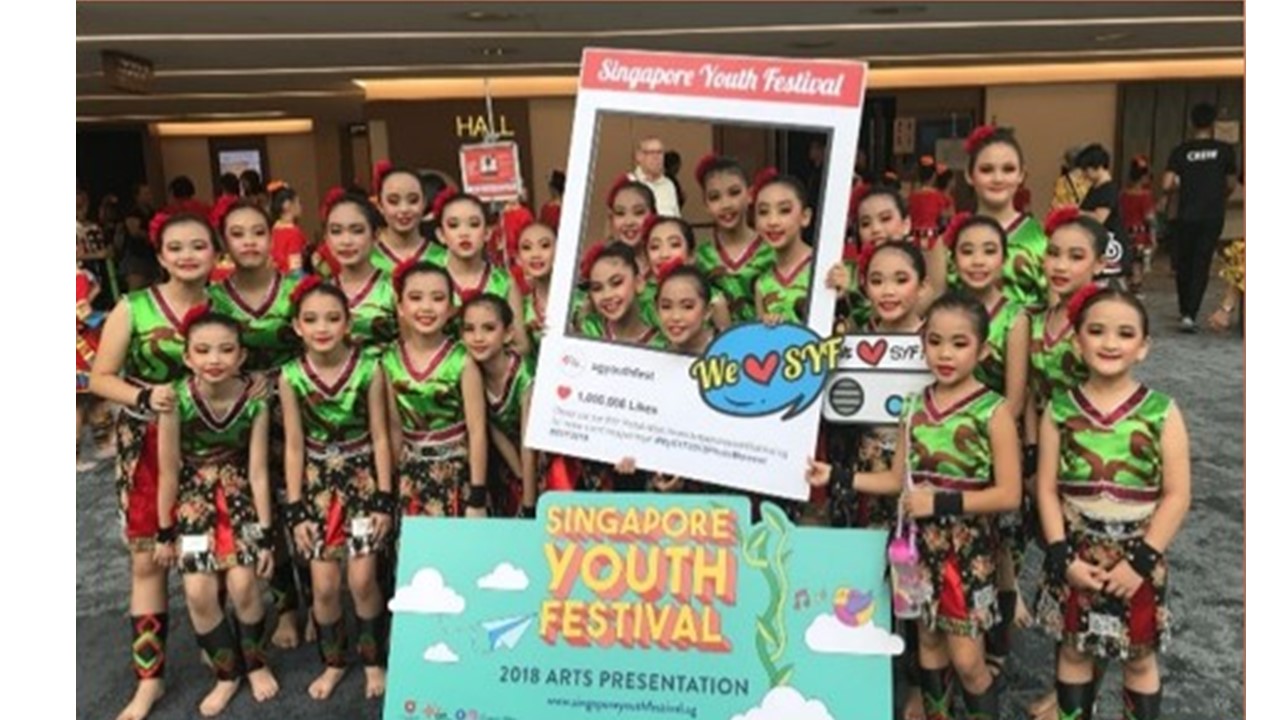 Singapore Youth Festival
HALL
CREW
sgyouthfest
1,000,000 Likes
We SYF
SYF
SINGAPORE
YOUTH
FESTIVAL
2018 ARTS PRESENTATION
www.singaporeyouthfestival.sg